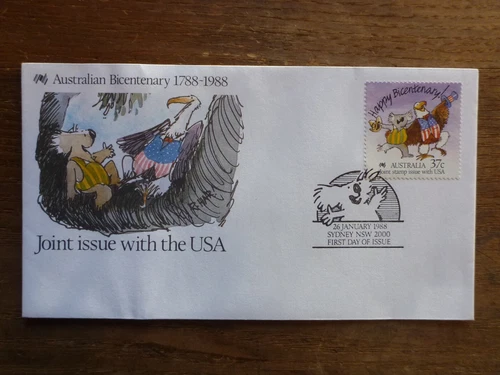 Australian Bicentenary 1788-1988
Joint issue with the USA
Happy Bicentenary!
37c
AUSTRALIA
Joint stamp issue with USA
26 JANUARY 1988
SYDNEY NSW 2000
FIRST DAY OF ISSUE